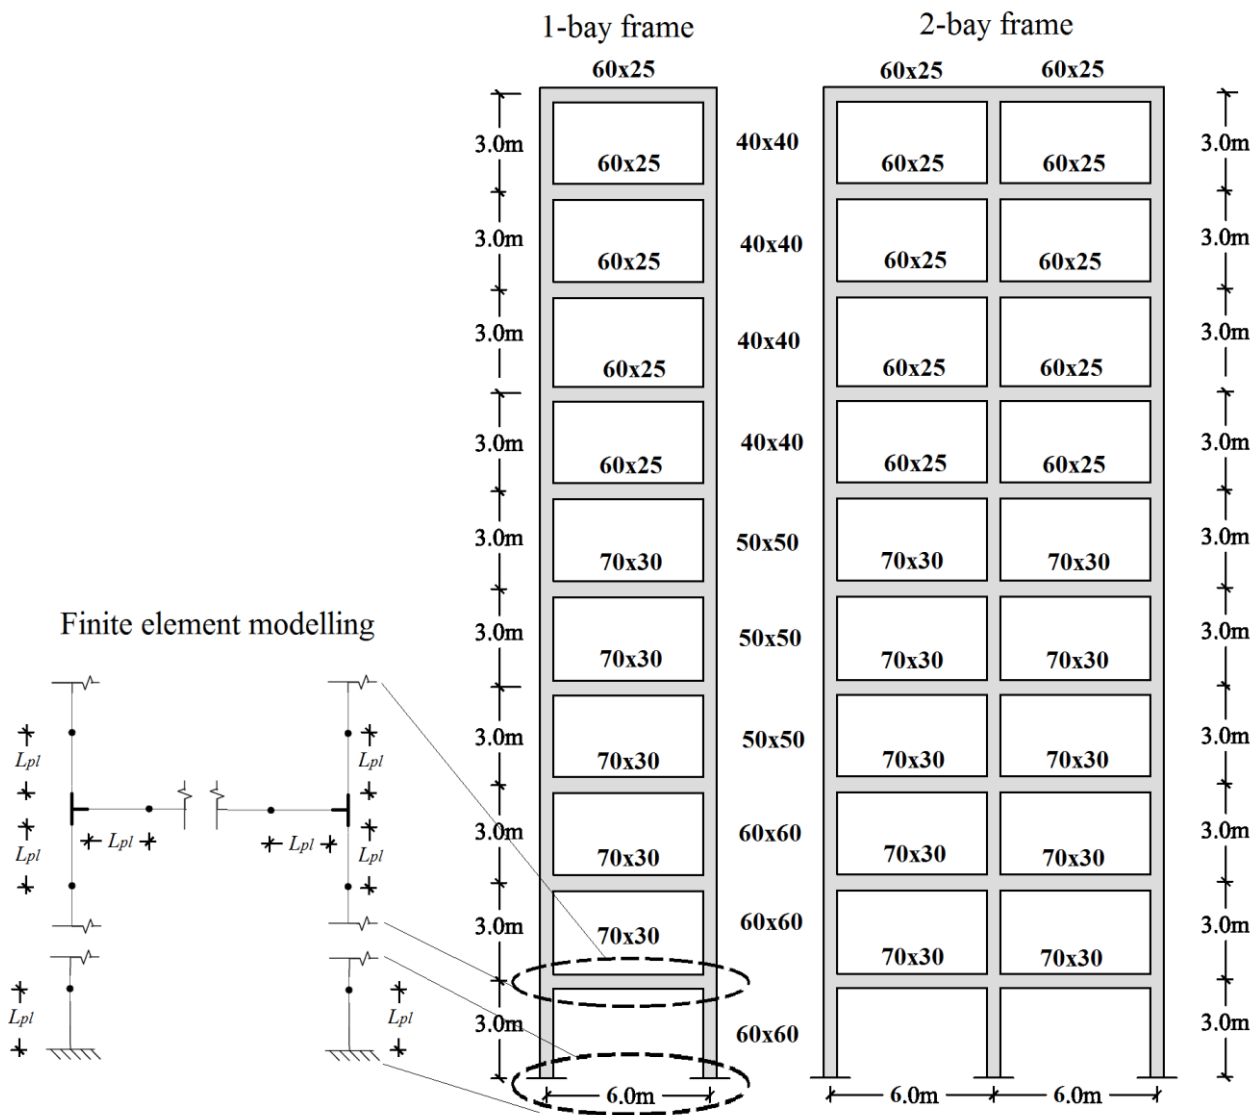 1-bay frame 2-bay frame
60x25 60x25 60x25
3.0m 60x25 40x40 60x25 60x25 3.0m
3.0m 60x25 40x40 60x25 60x25 3.0m
3.0m 60x25 40x40 60x25 60x25 3.0m
3.0m 60x25 40x40 60x25 60x25 3.0m
3.0m 70x30 50x50 70x30 70x30 3.0m
3.0m 70x30 50x50 70x30 70x30 3.0m
3.0m 70x30 50x50 70x30 70x30 3.0m
3.0m 70x30 60x60 70x30 70x30 3.0m
3.0m 70x30 60x60 70x30 70x30 3.0m
3.0m 60x60 3.0m
6.0m 6.0m 6.0m
Finite element modelling
Lpl Lpl
Lpl Lpl Lpl Lpl
Lpl Lpl